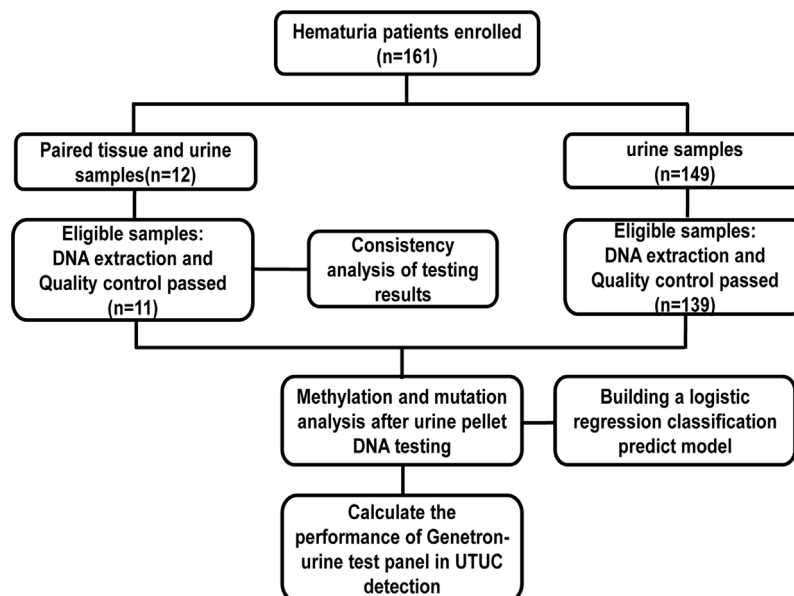 Hematuria patients enrolled
(n=161)
Paired tissue and urine
samples(n=12)
urine samples
(n=149)
Eligible samples:
DNA extraction and
Quality control passed
(n=11)
Consistency
analysis of testing
results
Eligible samples:
DNA extraction and
Quality control passed
(n=139)
Methylation and mutation
analysis after urine pellet
DNA testing
Building a logistic
regression classification
predict model
Calculate the
performance of Genetron-
urine test panel in UTUC
detection